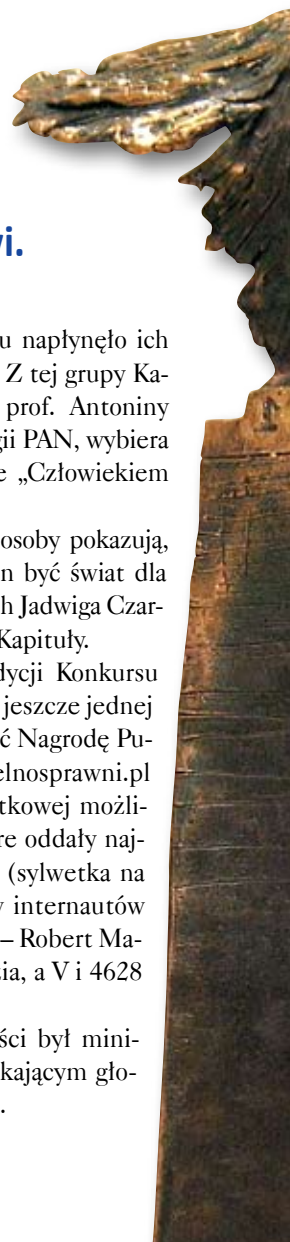 vi.
u napłynęło ich
Z tej grupy Ka-
prof. Antoniny
gii PAN, wybiera
e „Człowiekiem
osoby pokazują,
n być świat dla
h Jadwiga Czar-
Kapituły.
dycji Konkursu
jeszcze jednej
ć Nagrodę Pu-
elnosprawni.pl
tkowej możli-
re oddały naj-
(sylwetka na
v internautów
– Robert Ma-
zia, a V i 4628
ści był mini-
kającym gło-
.